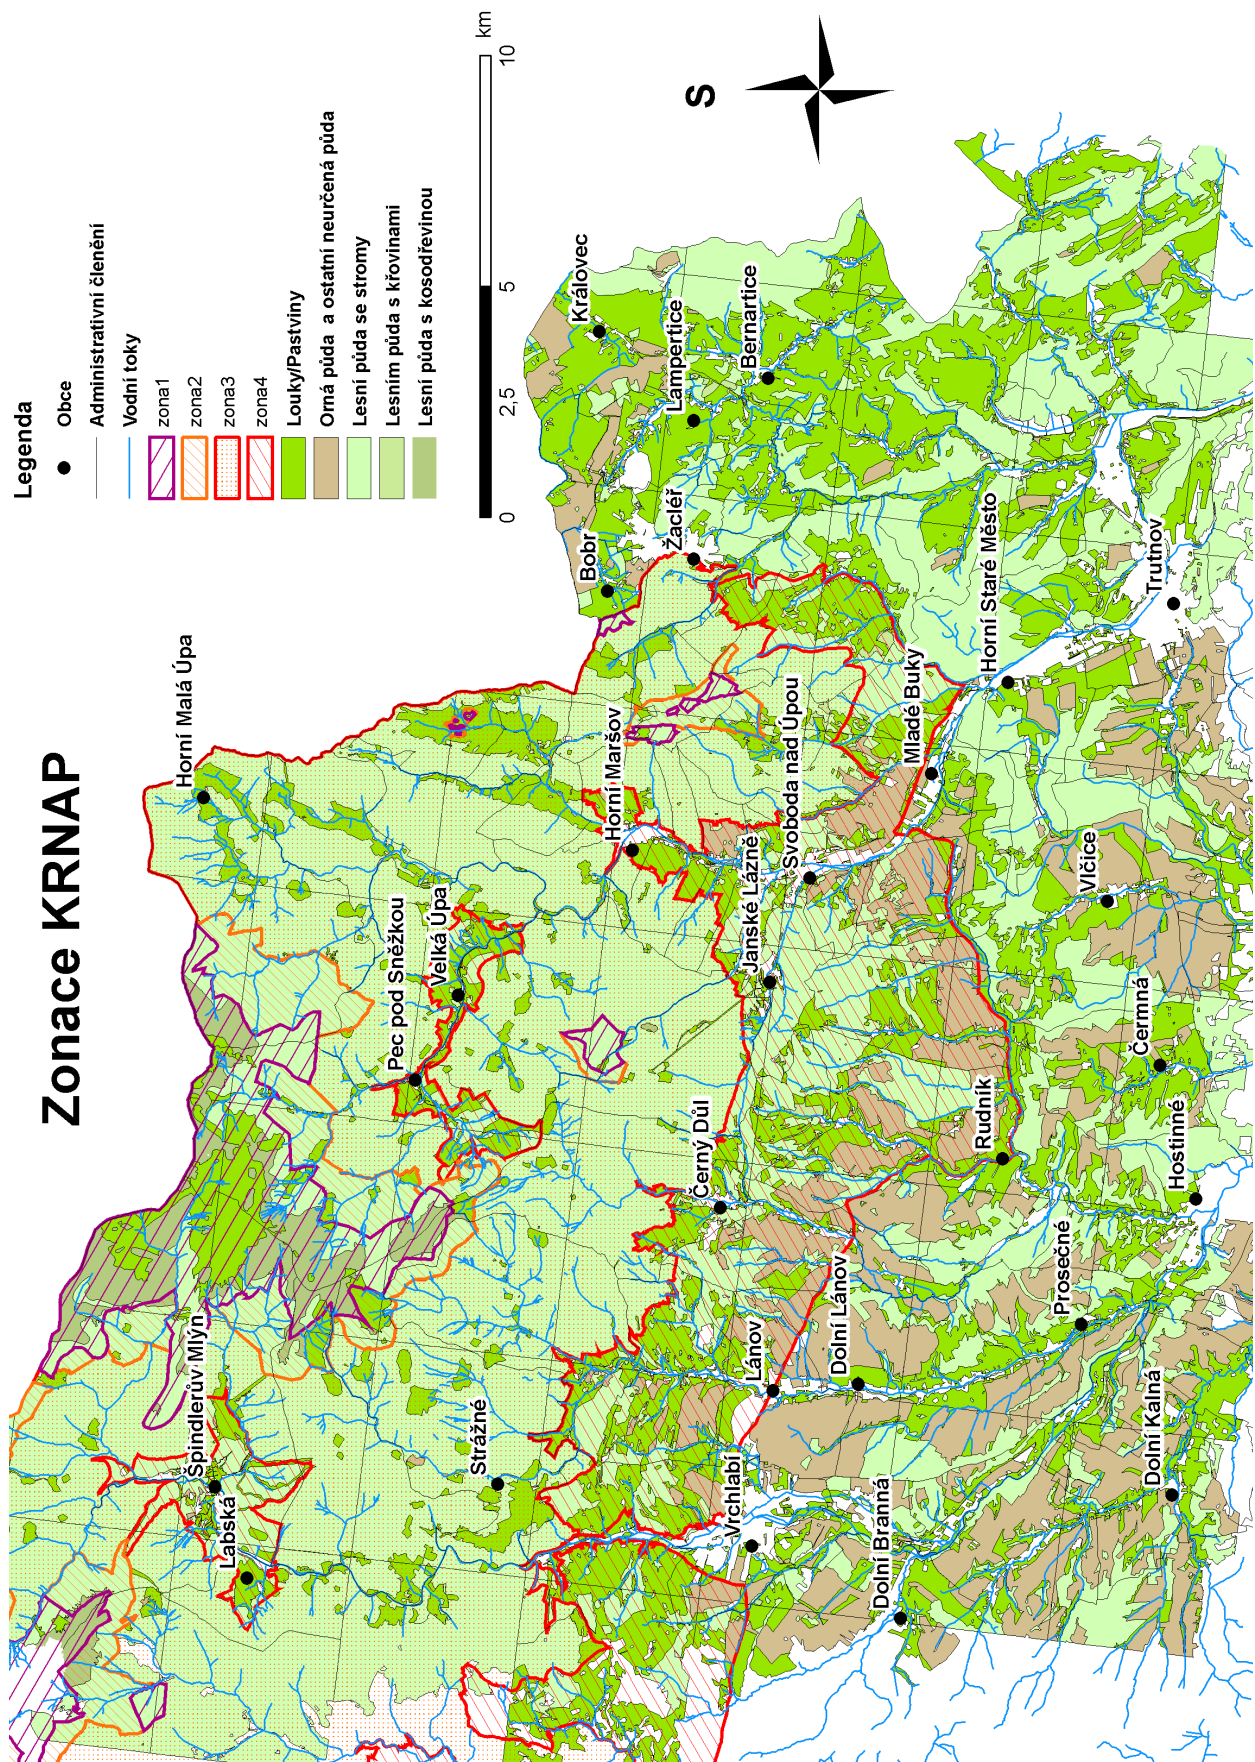 Zonace KRNAP
Legenda
Obce
Administrativní členění
Vodní toky
zona1
zona2
zona3
zona4
Louky/Pastviny
Orná půda a ostatní neurčená půda
Lesní půda se stromy
Lesním půda s křovinami
Lesní půda s kosodřevinou
0
2,5
5
10
km
S
Horní Malá Úpa
Pec pod Sněžkou
Velká Úpa
Špindlerův Mlýn
Labská
Strážné
Horní Maršov
Bobr
Královec
Žacléř
Lampertice
Bernartice
Černý Důl
Janské Lázně
Svoboda nad Úpou
Mladé Buky
Horní Staré Město
Trutnov
Vrchlabí
Lánov
Dolní Lánov
Rudník
Vlčice
Čermná
Hostinné
Prosečné
Dolní Branná
Dolní Kalná